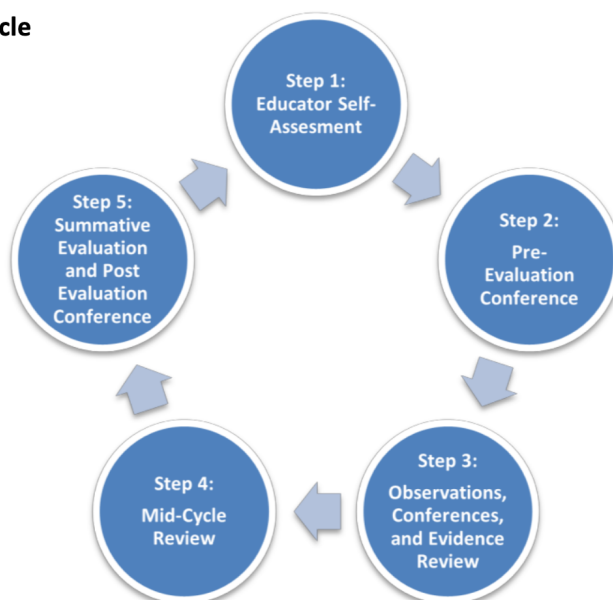 cle
Step 1:
Educator Self-
Assesment
Step 2:
Pre-
Evaluation
Conference
Step 3:
Observations,
Conferences,
and Evidence
Review
Step 4:
Mid-Cycle
Review
Step 5:
Summative
Evaluation
and Post
Evaluation
Conference